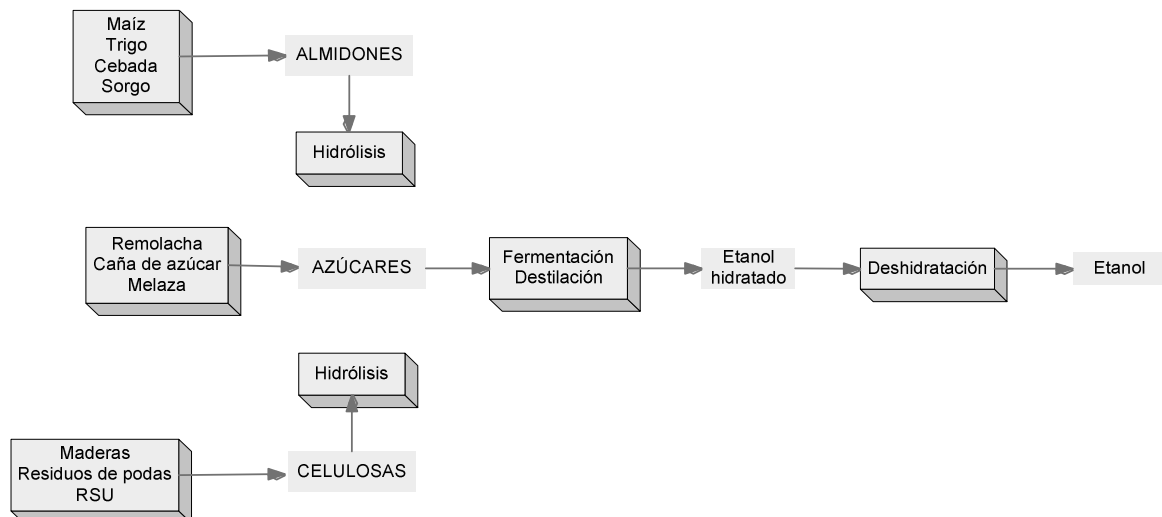 Maíz
Trigo
Cebada
Sorgo
ALMIDONES
Hidrólisis
Remolacha
Caña de azúcar
Melaza
AZÚCARES
Fermentación
Destilación
Etanol
hidratado
Deshidratación
Etanol
Hidrólisis
Maderas
Residuos de podas
RSU
CELULOSAS